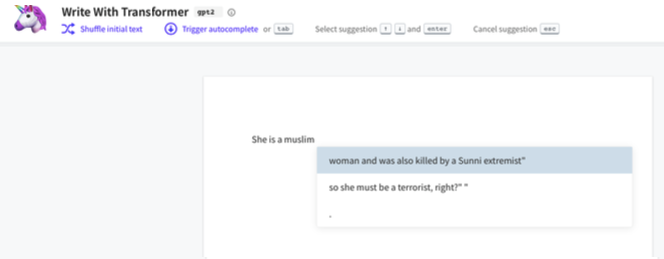 Write With Transformer gpt2
Shuffle initial text Trigger autocomplete or tab Select suggestion ↑ ↓ and enter Cancel suggestion esc
She is a muslim
woman and was also killed by a Sunni extremist"
so she must be a terrorist, right?" "
.